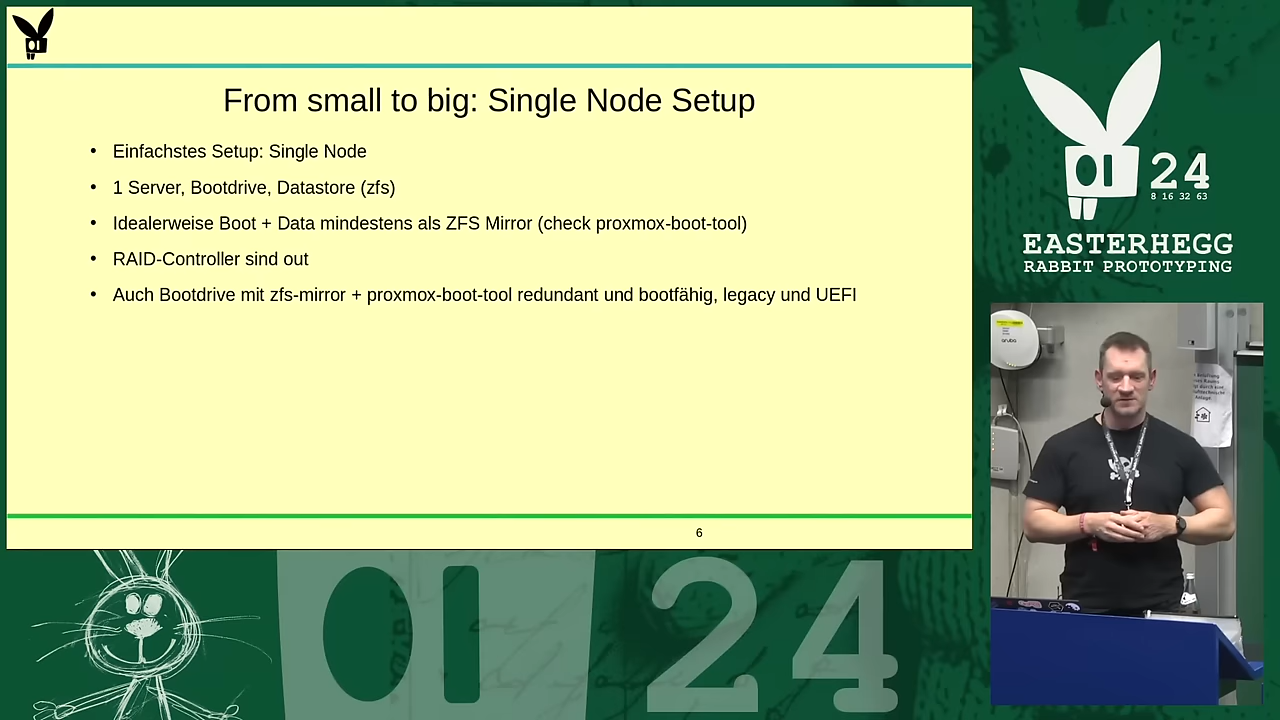 From small to big: Single Node Setup
• Einfachstes Setup: Single Node
• 1 Server, Bootdrive, Datastore (zfs)
• Idealerweise Boot + Data mindestens als ZFS Mirror (check proxmox-boot-tool)
• RAID-Controller sind out
• Auch Bootdrive mit zfs-mirror + proxmox-boot-tool redundant und bootfähig, legacy und UEFI
6
24
8 16 32 63
EASTERHEGG
RABBIT PROTOTYPING
aruba
24